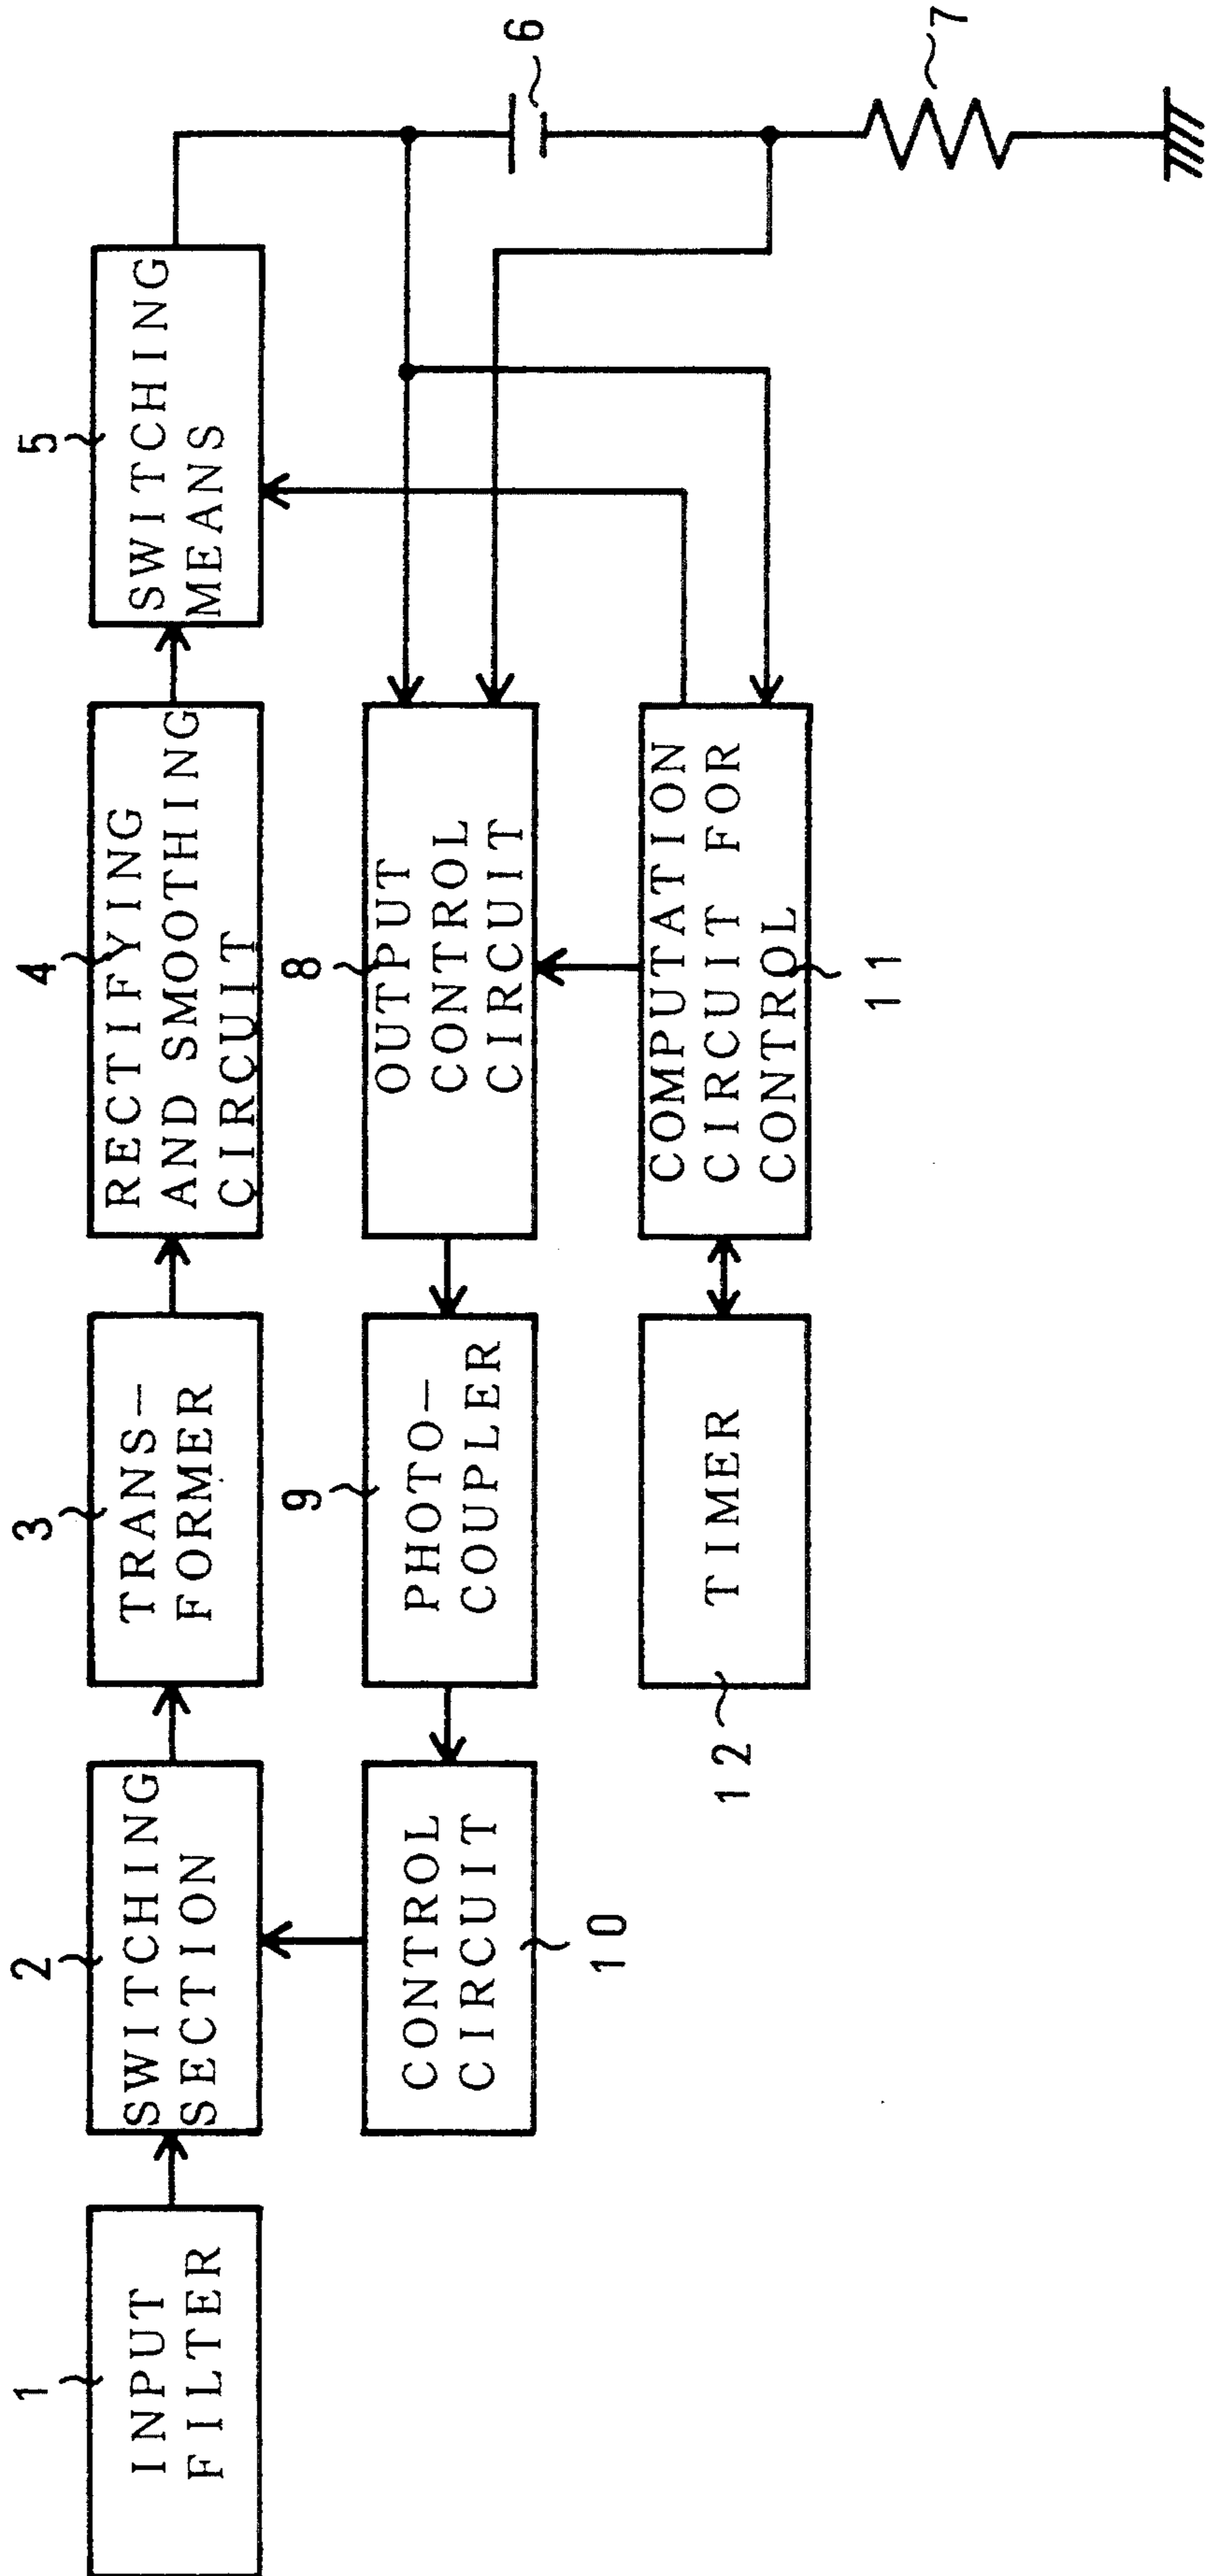 1
INPUT
FILTER
2
SWITCHING
SECTION
3
TRANS-
FORMER
4
RECTIFYING
AND SMOOTHING
CIRCUIT
5
SWITCHING
MEANS
6
7
8
OUTPUT
CONTROL
CIRCUIT
9
PHOTO-
COUPLER
10
CONTROL
CIRCUIT
11
COMPUTATION
CIRCUIT FOR
CONTROL
12
TIMER